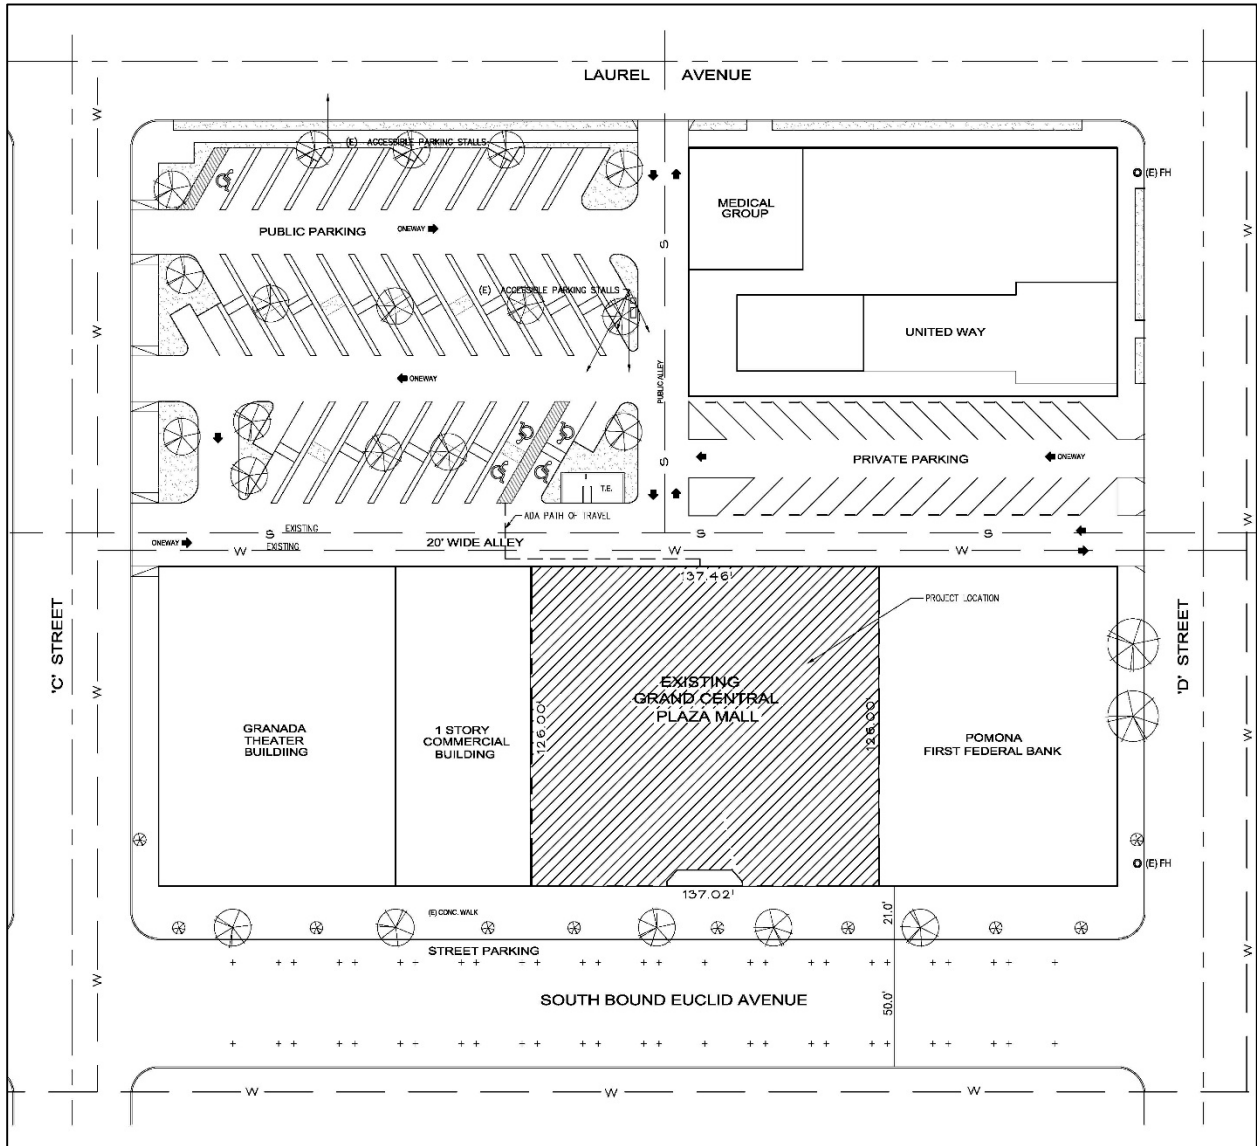 LAUREL AVENUE
W
W
(E) ACCESSIBLE PARKING STALLS
(E) FH
MEDICAL
GROUP
PUBLIC PARKING
ONEWAY
S
W
(E) ACCESSIBLE PARKING STALLS
W
UNITED WAY
PUBLIC ALLEY
ONEWAY
S
PRIVATE PARKING
ONEWAY
T.E.
ADA PATH OF TRAVEL
W
S EXISTING
S
ONEWAY
W EXISTING
20' WIDE ALLEY
W
W
137.46'
'C' STREET
PROJECT LOCATION
'D' STREET
EXISTING
GRAND CENTRAL
PLAZA MALL
W
126.00'
126.00'
GRANADA
THEATER
BUILDIING
1 STORY
COMMERCIAL
BUILDING
POMONA
FIRST FEDERAL BANK
W
(E) FH
137.02'
(E) CONC. WALK
21.0'
STREET PARKING
W
W
SOUTH BOUND EUCLID AVENUE
50.0'
W
W
W